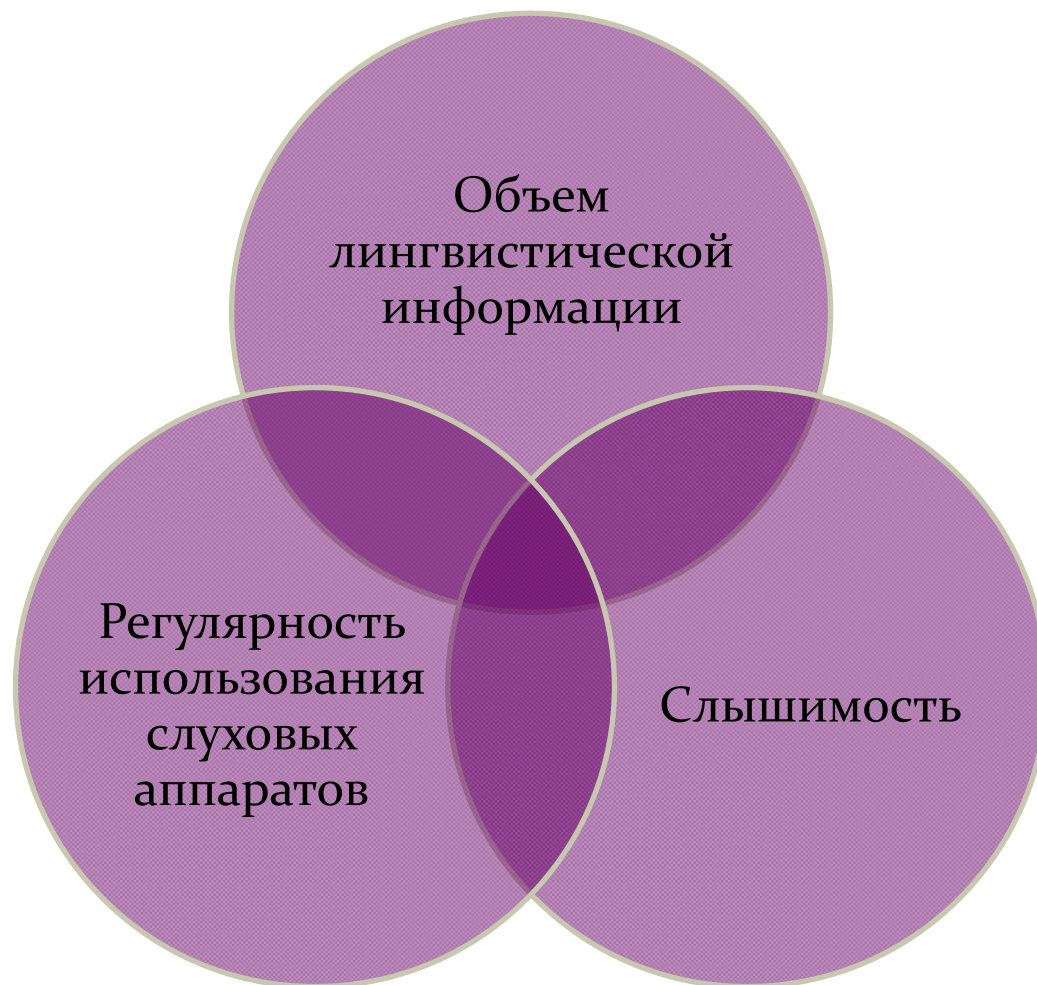 Объем
лингвистической
информации
Регулярность
использования
слуховых
аппаратов
Слышимость